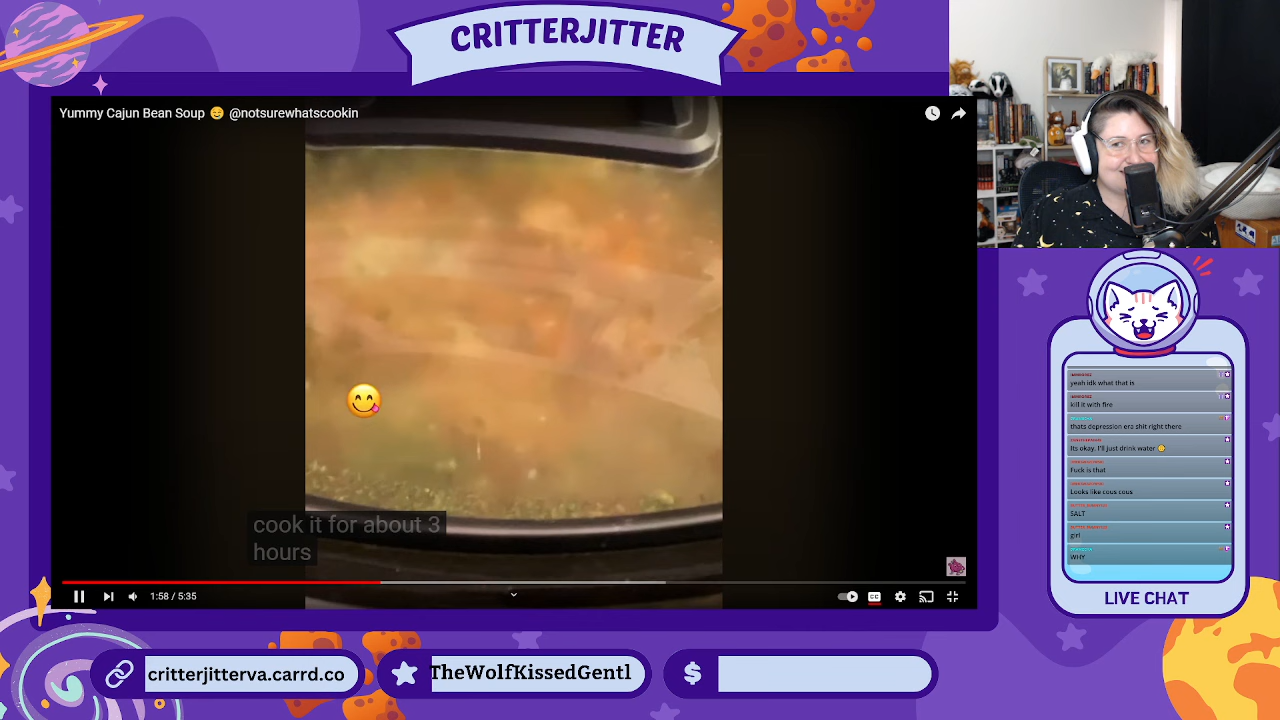 CRITTERJITTER
Yummy Cajun Bean Soup 😋 @notsurewhatscookin
cook it for about 3
hours
1:58 / 5:35
yeah idk what that is
kill it with fire
thats depression era shit right there
Its okay, I'll just drink water
Fuck is that
Looks like cous cous
SALT
girl
WHY
LIVE CHAT
critterjitterva.carrd.co
TheWolfKissedGentl
$